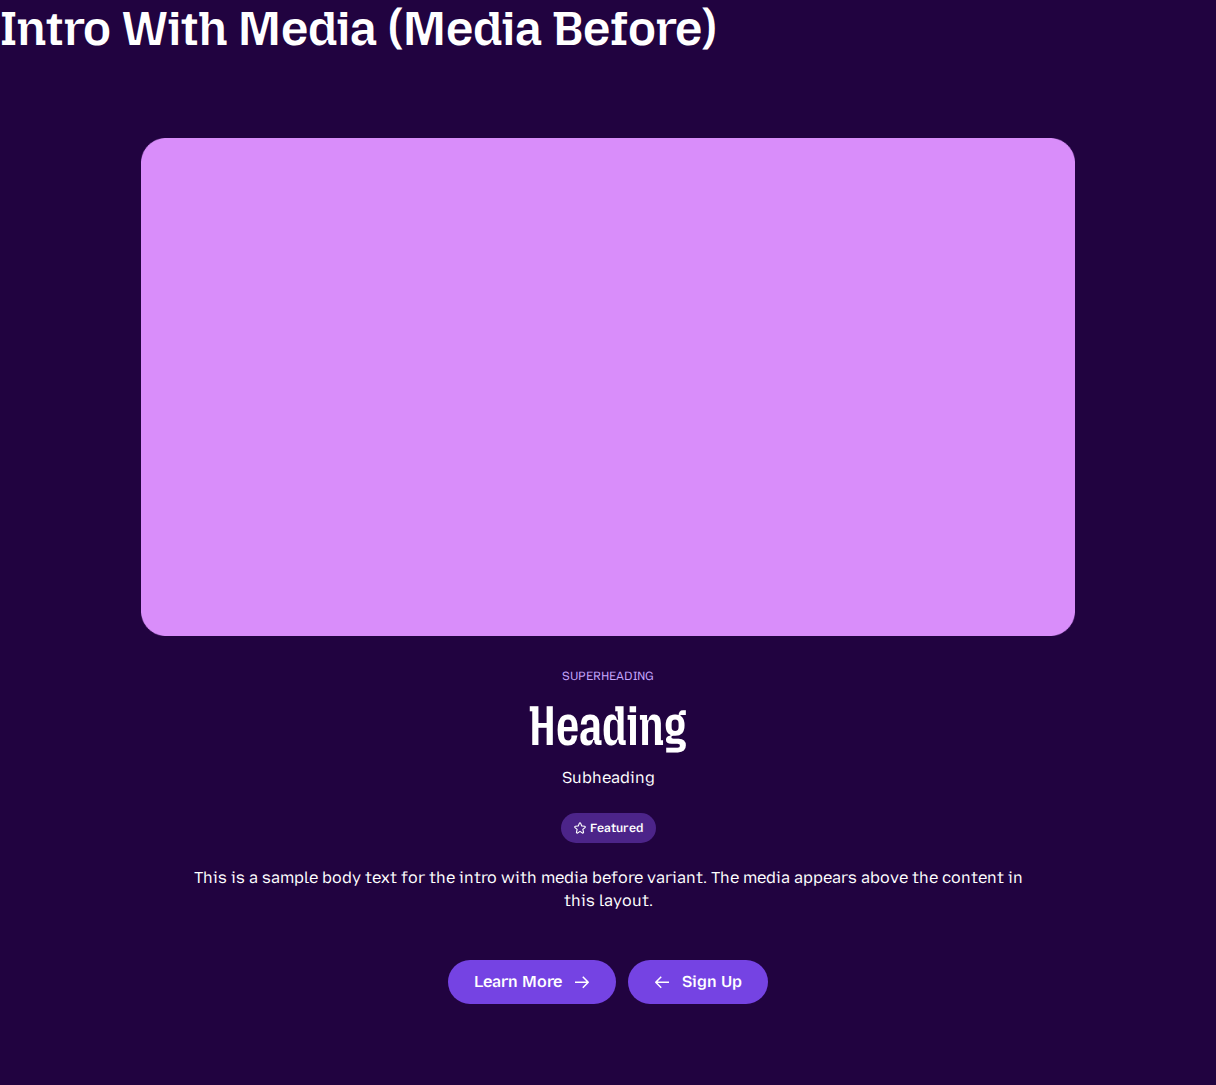 Intro With Media (Media Before)
SUPERHEADING
Heading
Subheading
Featured
This is a sample body text for the intro with media before variant. The media appears above the content in
this layout.
Learn More
Sign Up